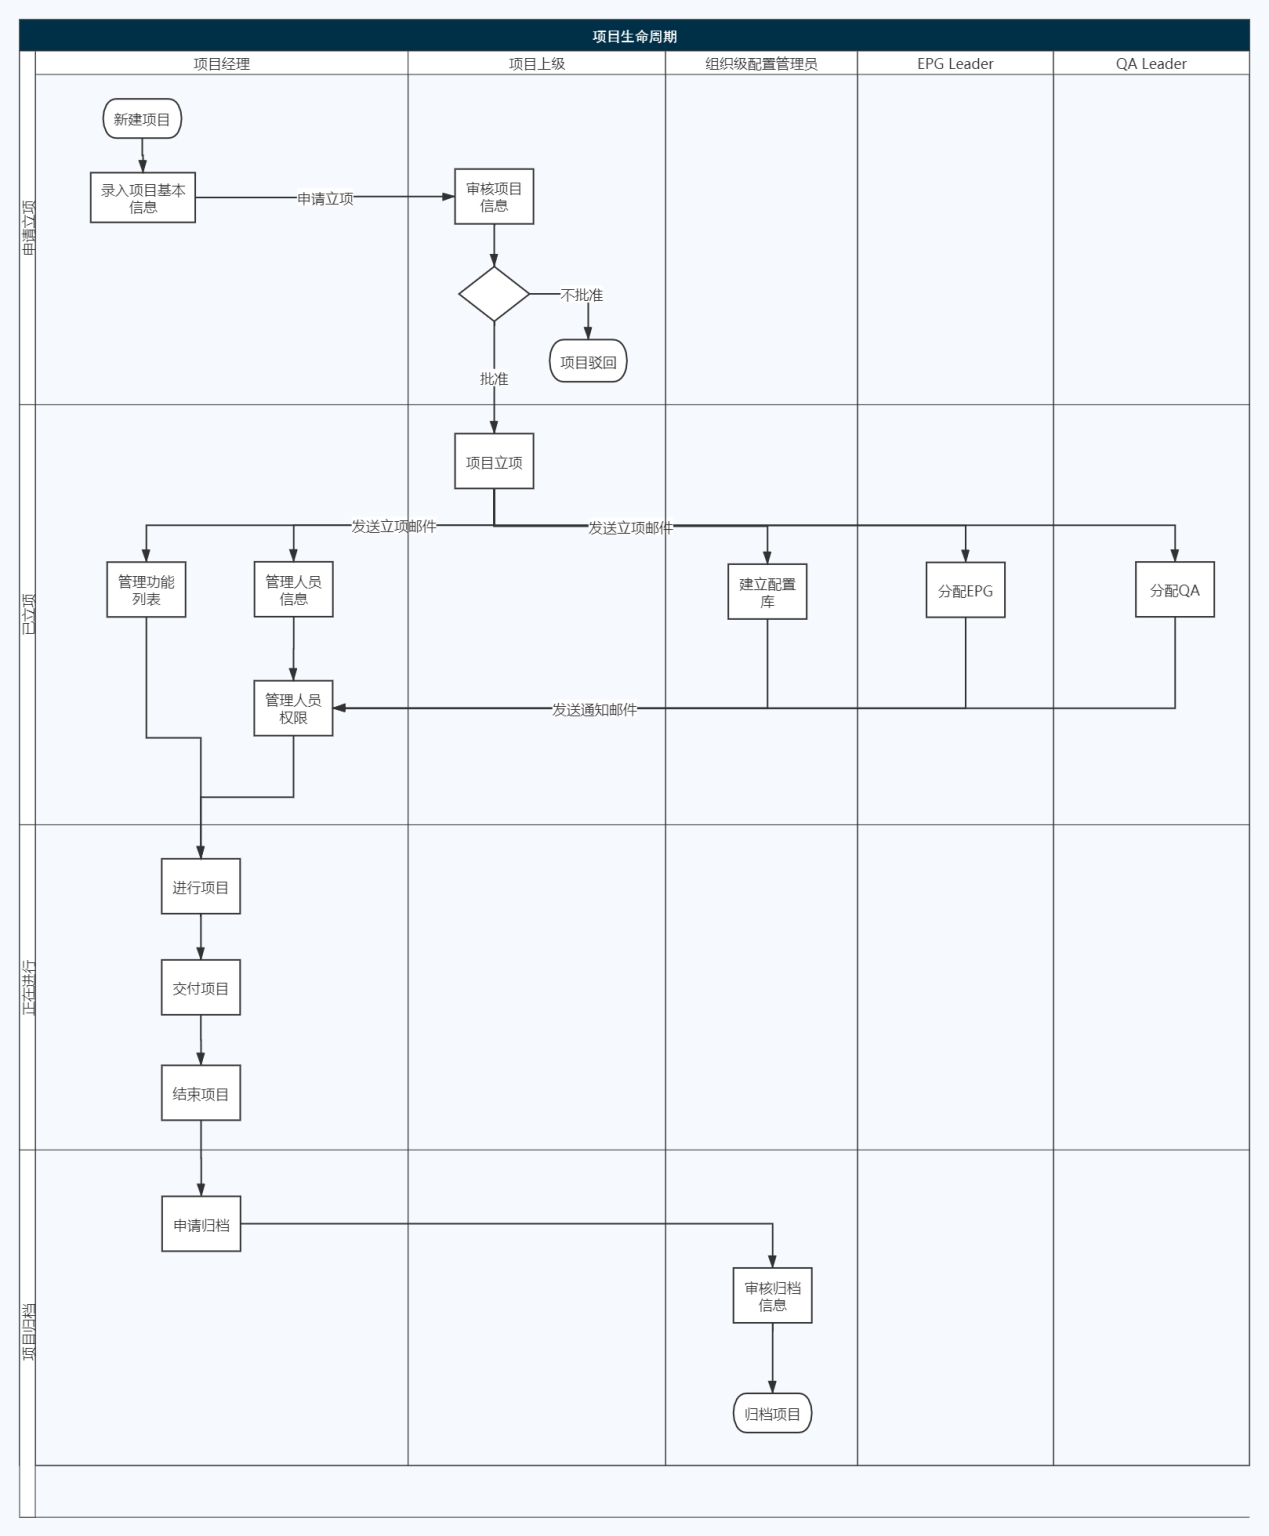 项目生命周期
项目经理
项目上级
组织级配置管理员
EPG Leader
QA Leader
申请立项
新建项目
录入项目基本
信息
申请立项
审核项目
信息
不批准
项目驳回
批准
已立项
项目立项
发送立项邮件
发送立项邮件
管理功能
列表
管理人员
信息
建立配置
库
分配EPG
分配QA
管理人员
权限
发送通知邮件
正在进行
进行项目
交付项目
结束项目
项目归档
申请归档
审核归档
信息
归档项目